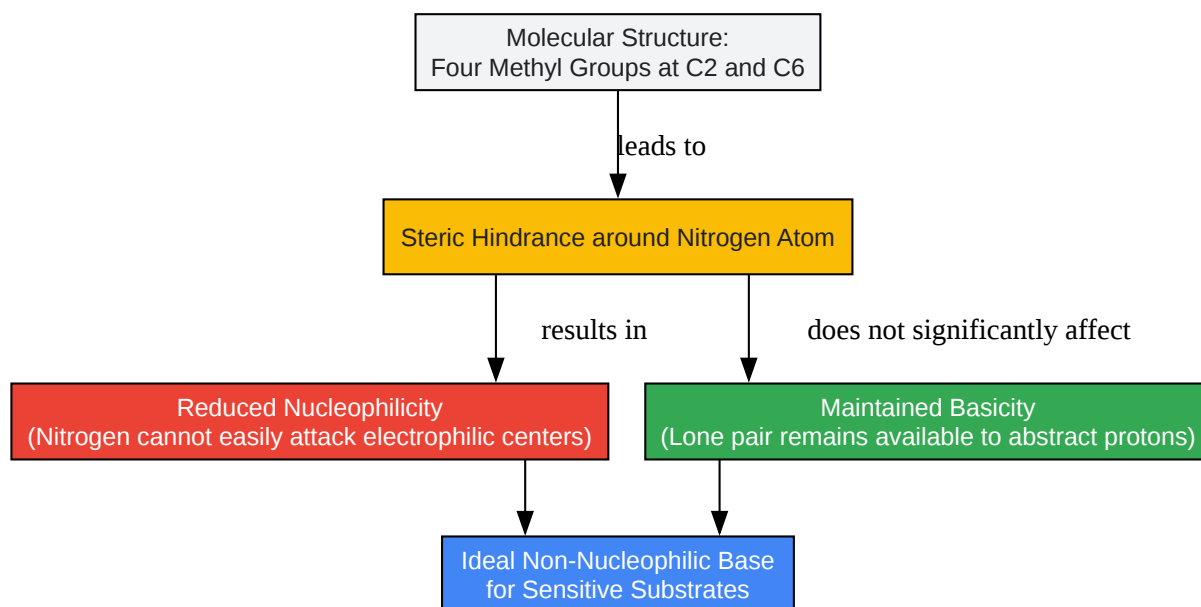 Molecular Structure:
Four Methyl Groups at C2 and C6
leads to
Steric Hindrance around Nitrogen Atom
results in
does not significantly affect
Reduced Nucleophilicity
(Nitrogen cannot easily attack electrophilic centers)
Maintained Basicity
(Lone pair remains available to abstract protons)
Ideal Non-Nucleophilic Base
for Sensitive Substrates